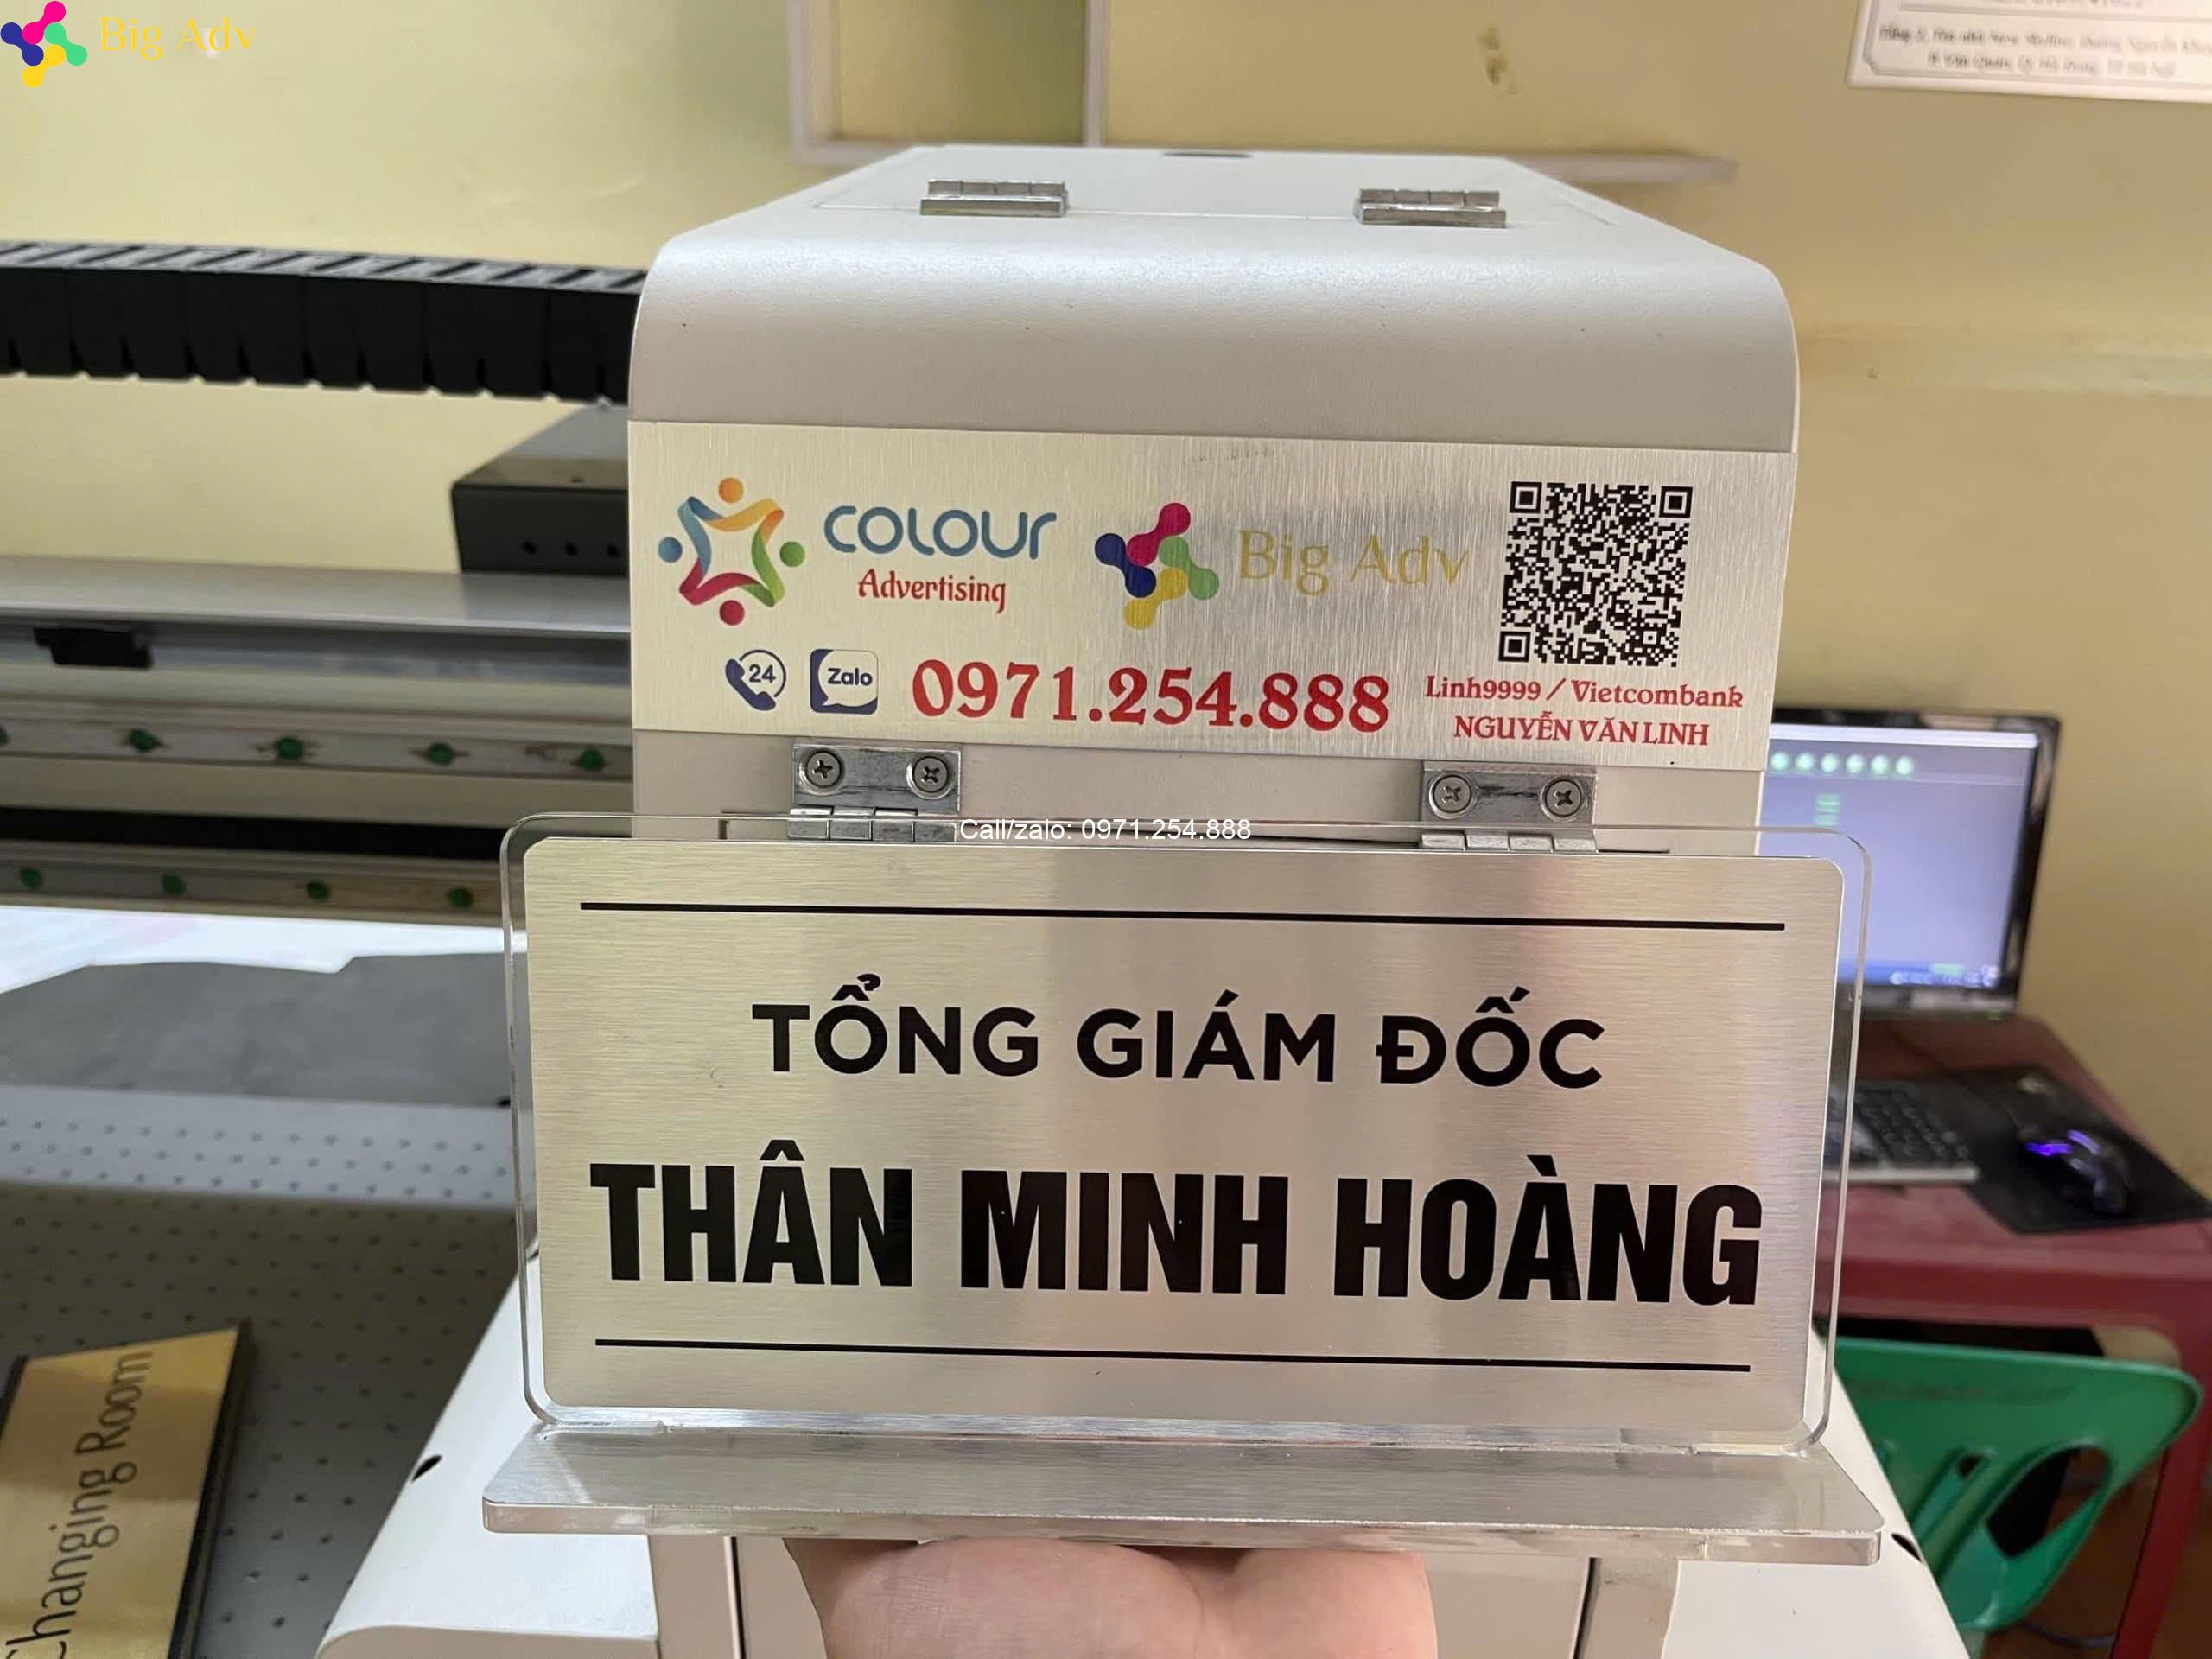 Big Adv
COLOUR
Advertising
Big Adv
24
Zalo
0971.254.888
Linh9999 / Vietcombank
NGUYỄN VĂN LINH
Call/zalo: 0971.254.888
TỔNG GIÁM ĐỐC
THÂN MINH HOÀNG
Changing Room